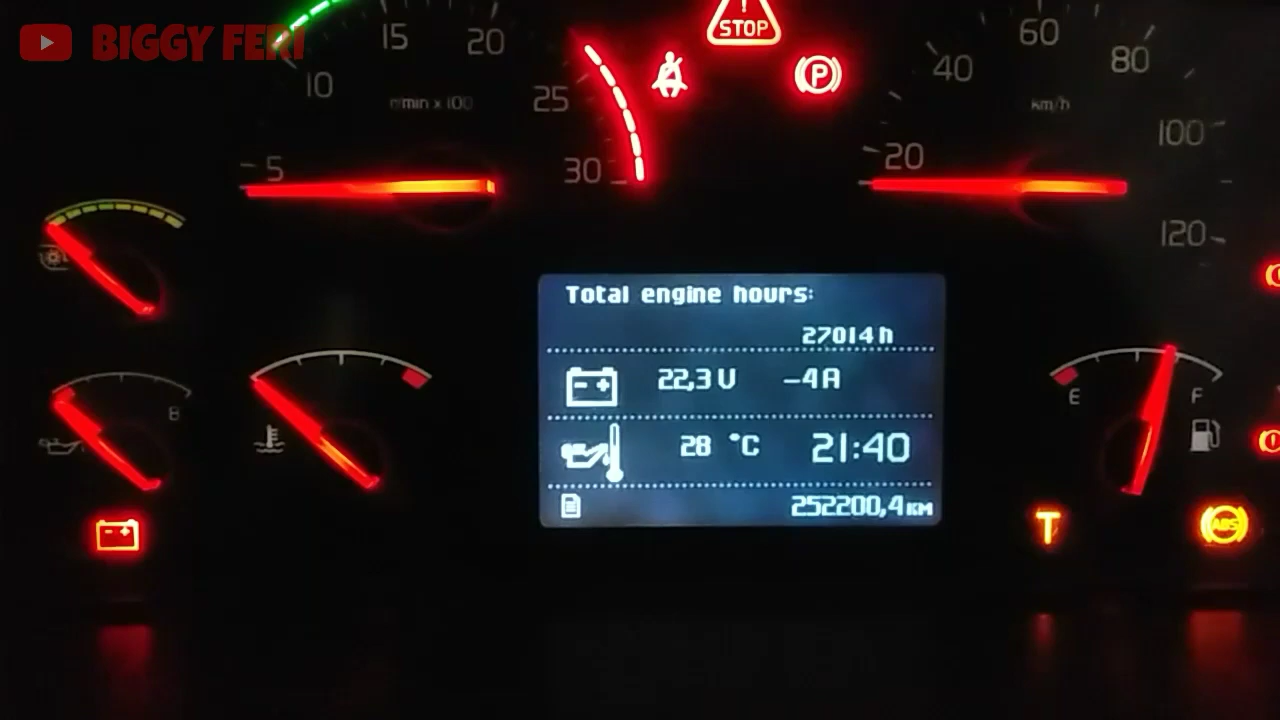 BIGGY FERI
5
10
15
20
25
30
r/min x 100
STOP
P
20
40
60
80
100
120
km/h
Total engine hours:
27014 h
22,3 V -4 A
28 °C 21:40
252200,4 KM
8
E
F
T
ABS